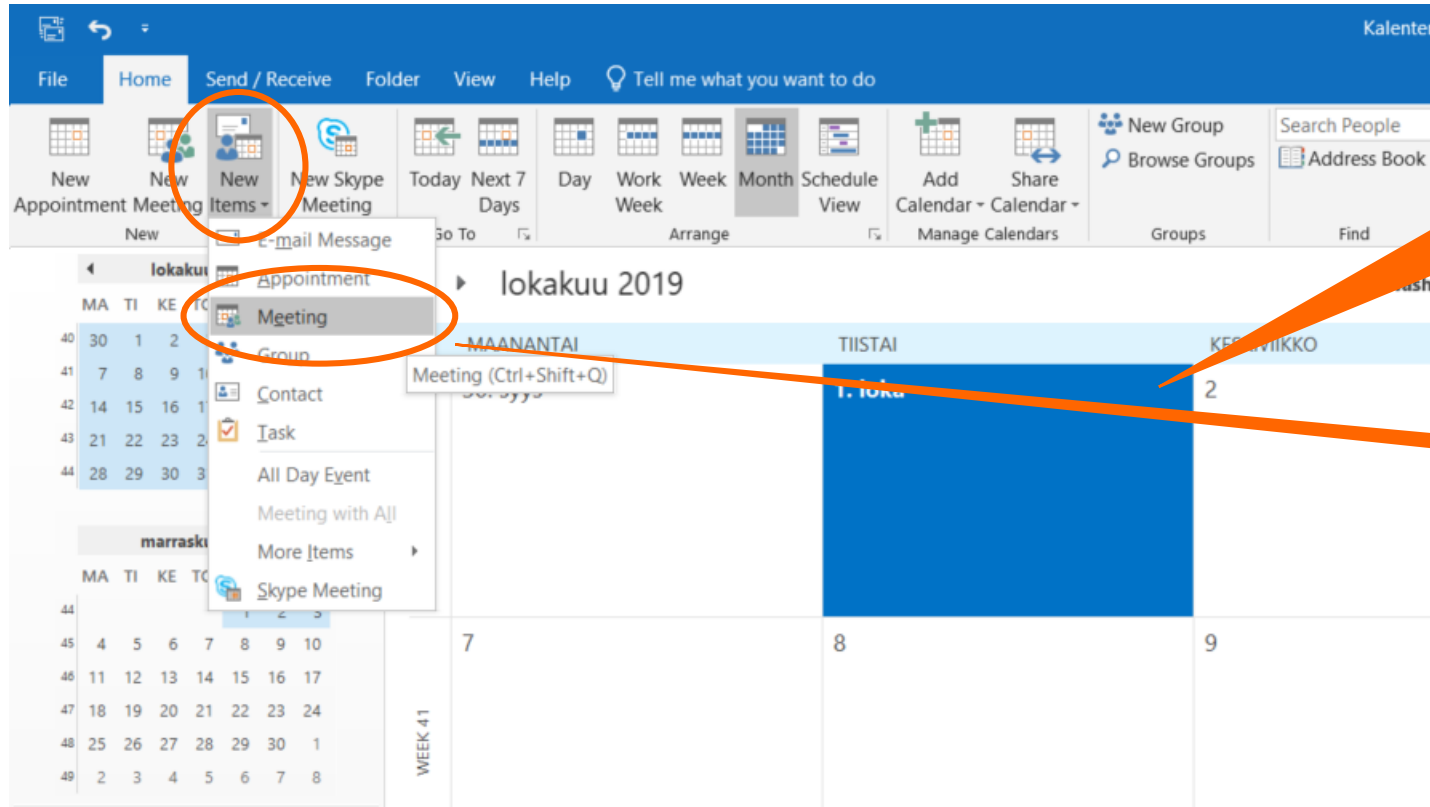 Kalenter
File Home Send / Receive Folder View Help Tell me what you want to do
New Appointment
New Meeting
New Items
New Skype Meeting
Today
Next 7 Days
Day
Work Week
Week
Month
Schedule View
Add Calendar
Share Calendar
New Group
Browse Groups
Search People
Address Book
New
Go To
Arrange
Manage Calendars
Groups
Find
E-mail Message
Appointment
Meeting
Group
Contact
Task
All Day Event
Meeting with All
More Items
Skype Meeting
Meeting (Ctrl+Shift+Q)
lokakuu
MA TI KE
40 30 1 2
41 7 8 9
42 14 15 16
43 21 22 23
44 28 29 30
MA TI KE
44 1 2 3
45 4 5 6 7 8 9 10
46 11 12 13 14 15 16 17
47 18 19 20 21 22 23 24
48 25 26 27 28 29 30 1
49 2 3 4 5 6 7 8
lokakuu 2019
MAANANTAI TIISTAI KESKIVIIKKO
30. syys 1. loka 2
7 8 9
WEEK 41